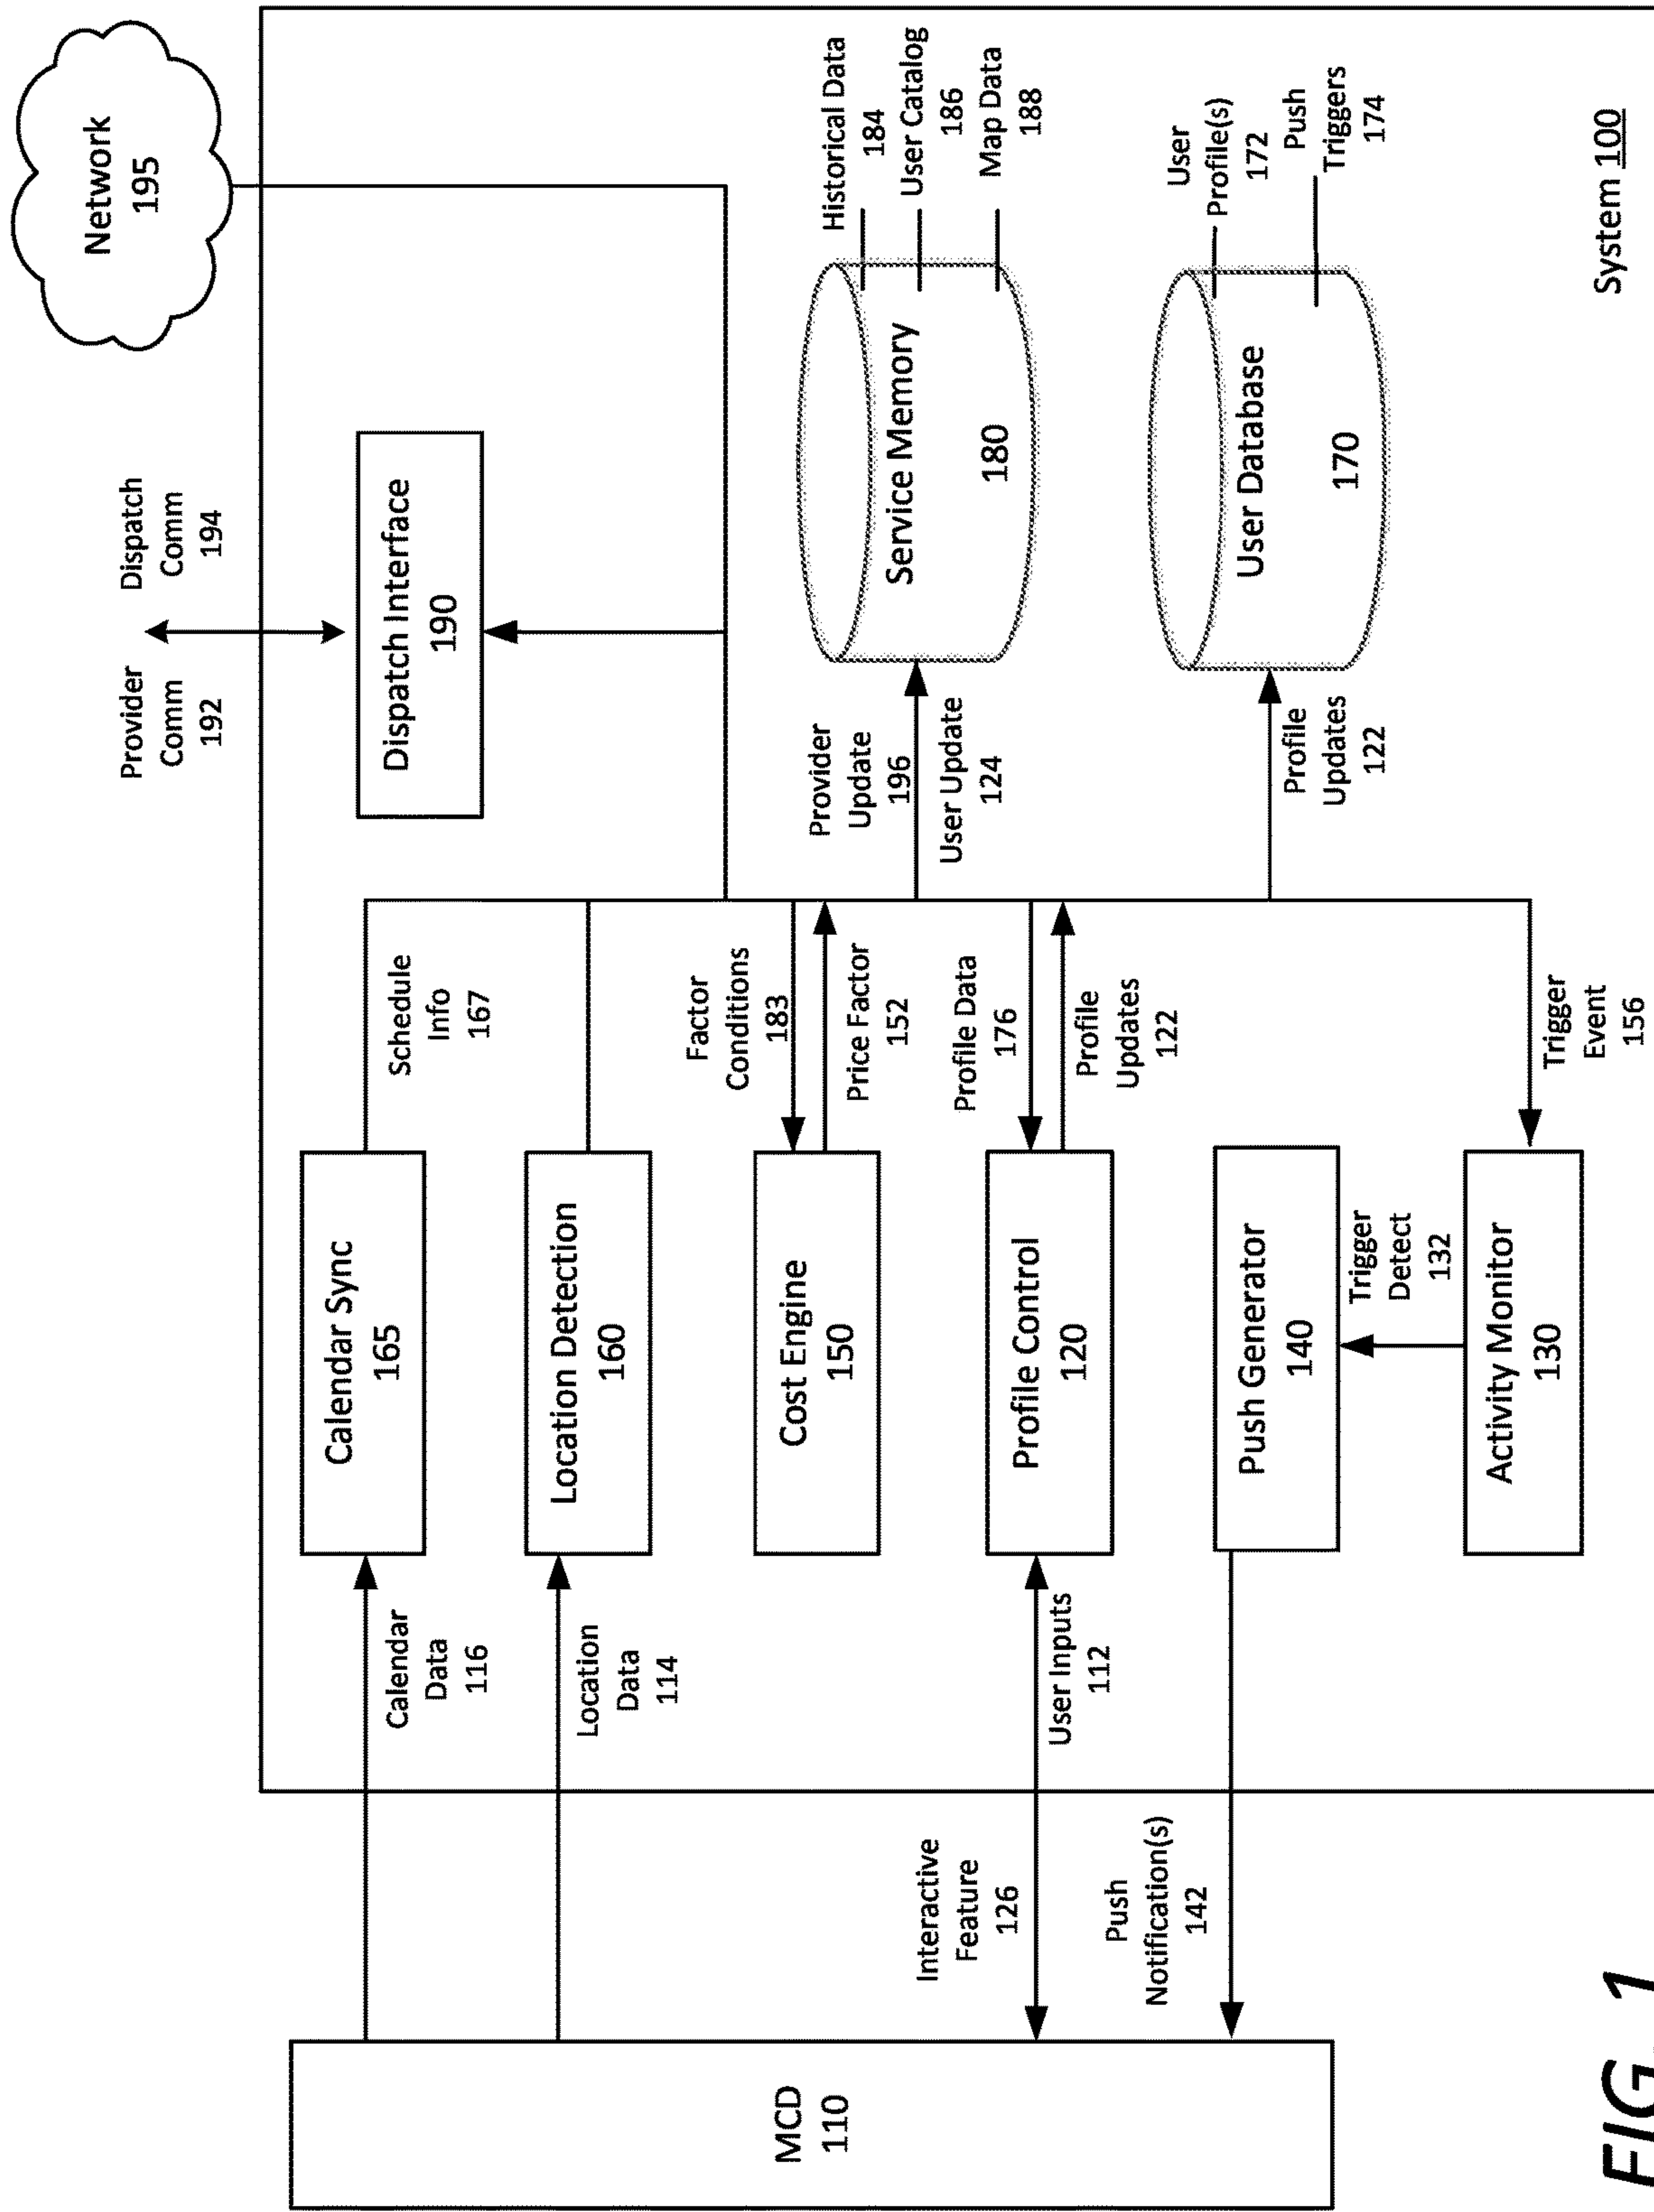 Network
195
Provider
Comm
192
Dispatch
Comm
194
Dispatch Interface
190
Calendar Data
116
Calendar Sync
165
Schedule
Info
167
Location
Data
114
Location Detection
160
Cost Engine
150
Factor
Conditions
183
Price Factor
152
Provider
Update
196
User Update
124
Service Memory
180
Historical Data
184
User Catalog
186
Map Data
188
MCD
110
Interactive
Feature
126
User Inputs
112
Profile Control
120
Profile Data
176
Profile
Updates
122
Profile
Updates
122
User Database
170
User
Profile(s)
172
Push
Triggers
174
Push
Notification(s)
142
Push Generator
140
Trigger
Detect
132
Activity Monitor
130
Trigger
Event
156
System 100
FIG. 1